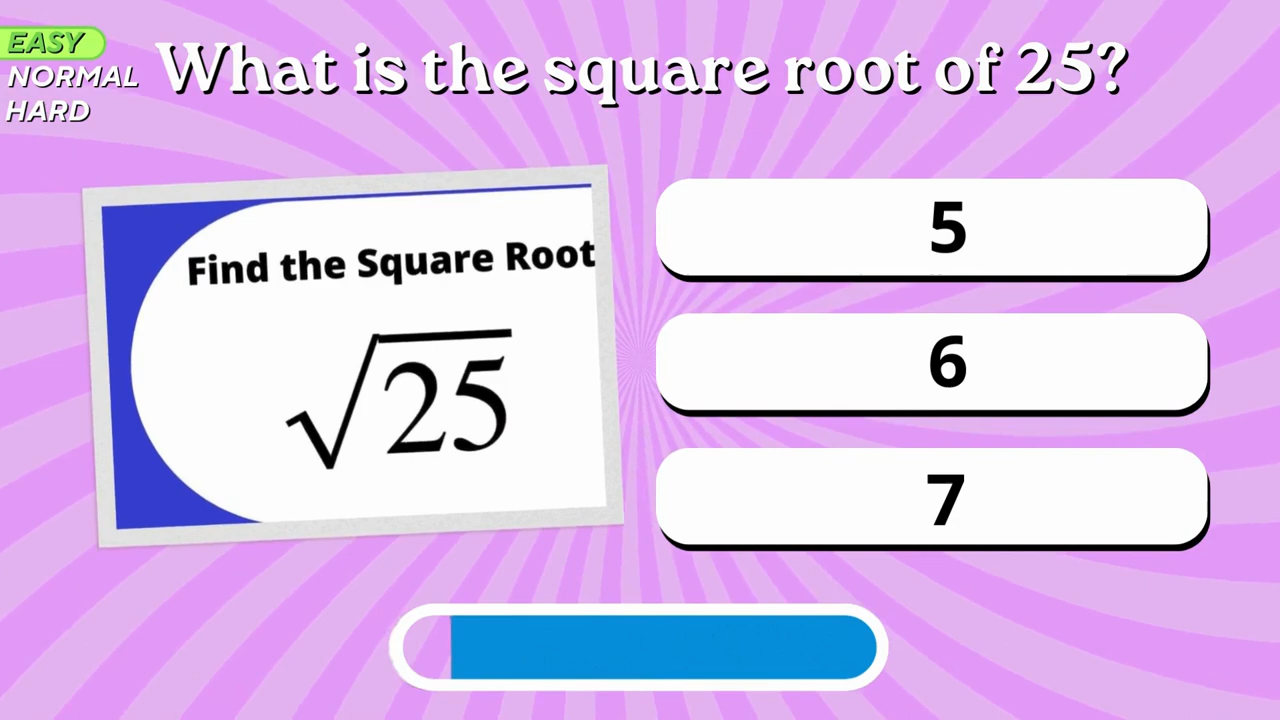 EASY
NORMAL
HARD
What is the square root of 25?
Find the Square Root
√25
5
6
7